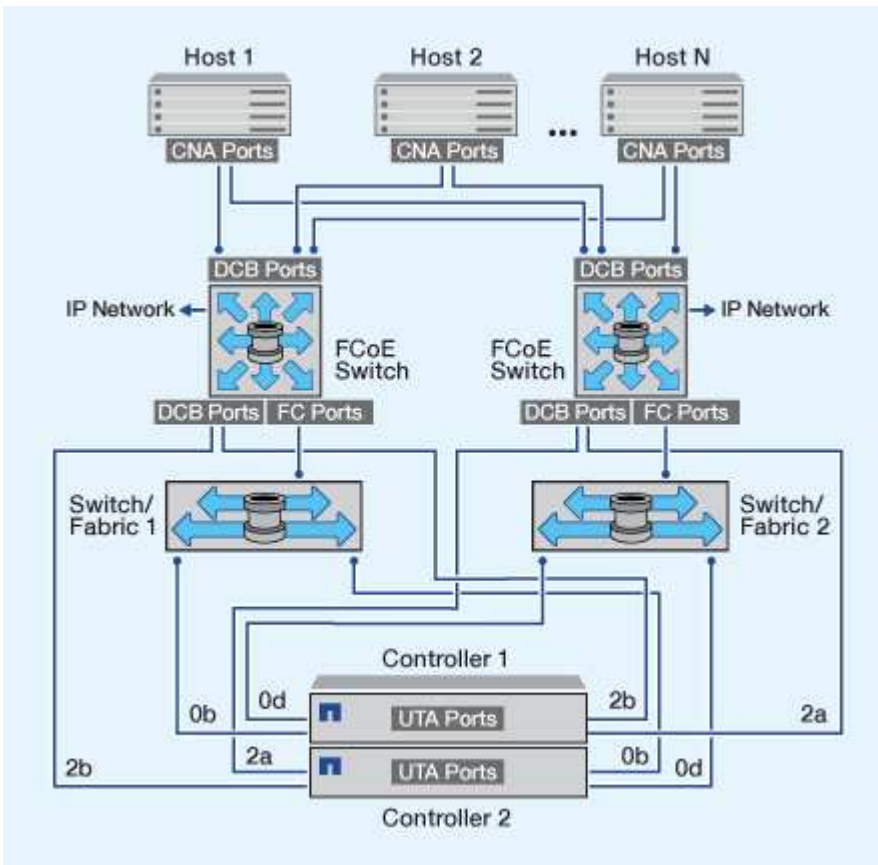 Host 1
Host 2
Host N
...
CNA Ports
CNA Ports
CNA Ports
DCB Ports
DCB Ports
IP Network
IP Network
FCoE
Switch
FCoE
Switch
DCB Ports
FC Ports
DCB Ports
FC Ports
Switch/
Fabric 1
Switch/
Fabric 2
Controller 1
0b
0d
UTA Ports
2b
2a
2b
2a
UTA Ports
0b
0d
Controller 2